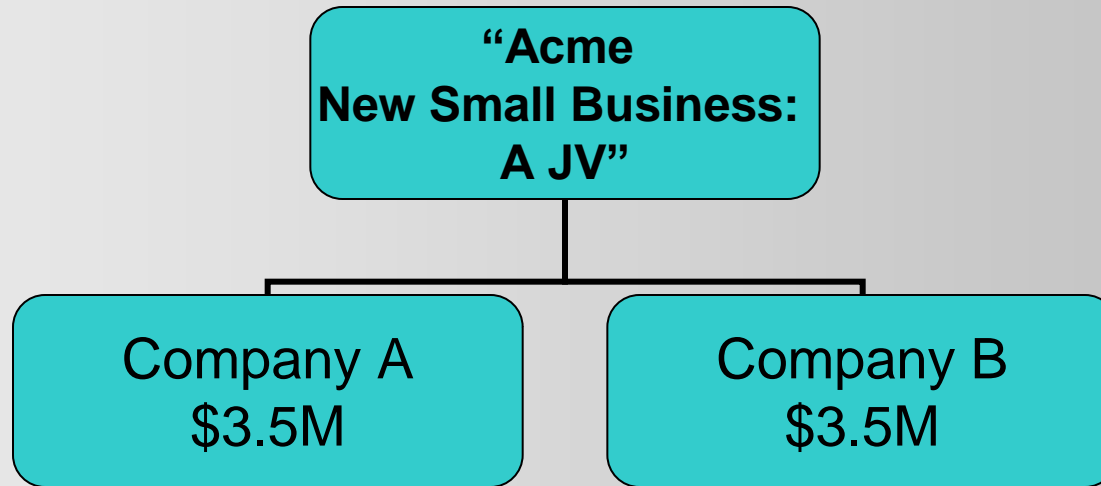 “Acme
New Small Business:
A JV”
Company A
$3.5M
Company B
$3.5M